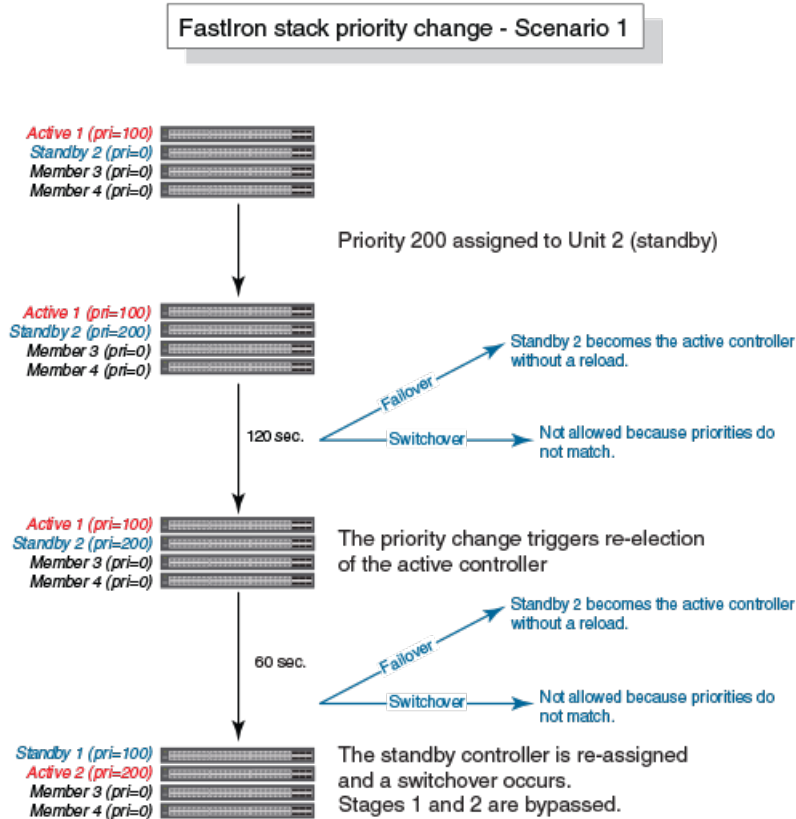 FastIron stack priority change - Scenario 1
Active 1 (pri=100)
Standby 2 (pri=0)
Member 3 (pri=0)
Member 4 (pri=0)
Priority 200 assigned to Unit 2 (standby)
Active 1 (pri=100)
Standby 2 (pri=200)
Member 3 (pri=0)
Member 4 (pri=0)
Standby 2 becomes the active controller
without a reload.
Failover
120 sec.
Switchover
Not allowed because priorities do
not match.
Active 1 (pri=100)
Standby 2 (pri=200)
Member 3 (pri=0)
Member 4 (pri=0)
The priority change triggers re-election
of the active controller
Standby 2 becomes the active controller
without a reload.
Failover
60 sec.
Switchover
Not allowed because priorities do
not match.
Standby 1 (pri=100)
Active 2 (pri=200)
Member 3 (pri=0)
Member 4 (pri=0)
The standby controller is re-assigned
and a switchover occurs.
Stages 1 and 2 are bypassed.